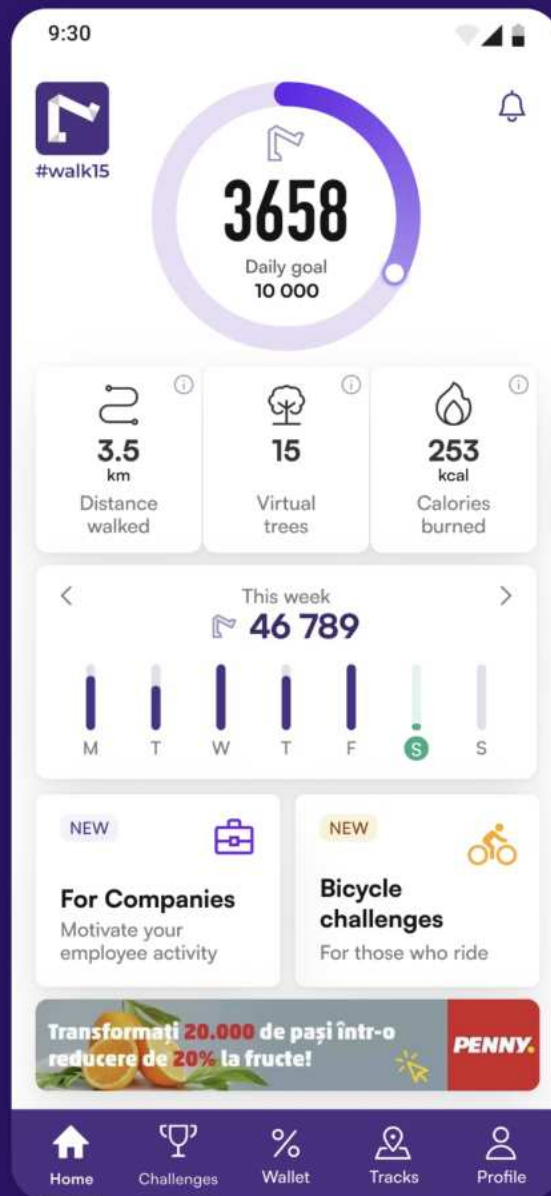 9:30
#walk15
3658
Daily goal
10 000
3.5
km
Distance
walked
15
Virtual
trees
253
kcal
Calories
burned
This week
46 789
M T W T F S S
NEW
For Companies
Motivate your
employee activity
NEW
Bicycle
challenges
For those who ride
Transformați 20.000 de pași într-o
reducere de 20% la fructe!
PENNY.
Home Challenges Wallet Tracks Profile